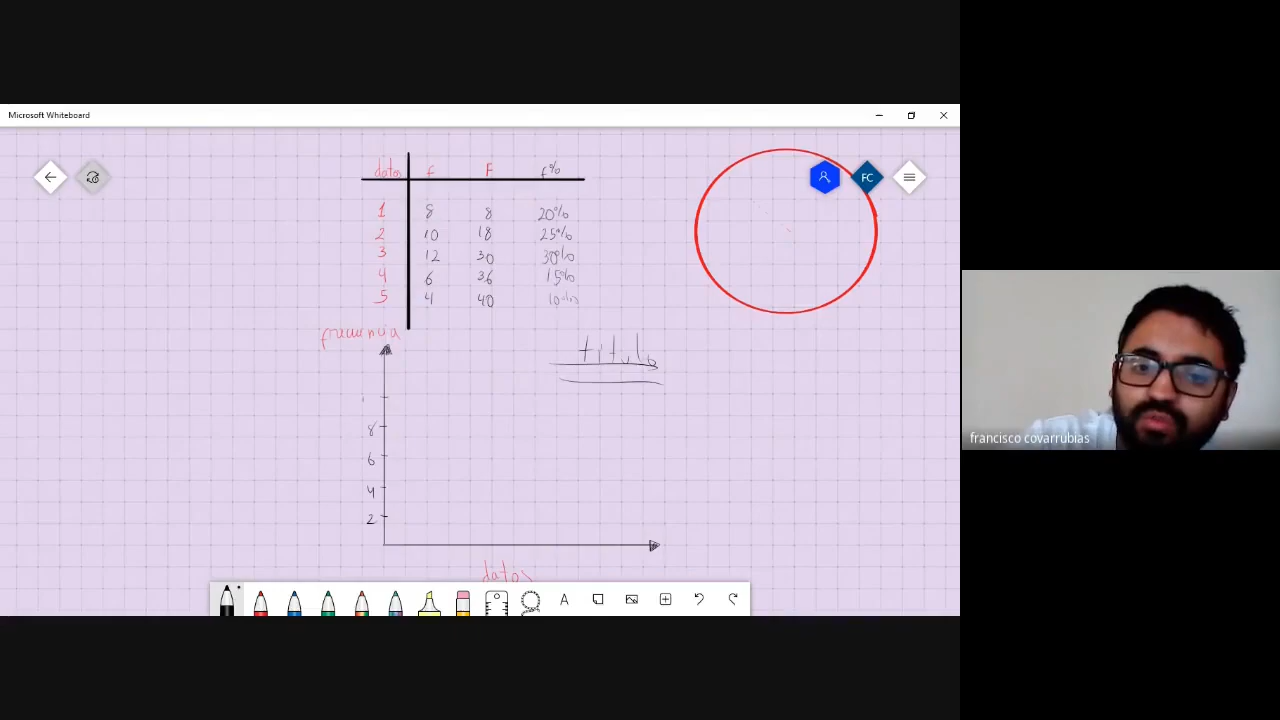 Microsoft Whiteboard
datos f F f%
1 8 8 20%
2 10 18 25%
3 12 30 30%
4 6 36 15%
5 4 40 10%
FC
frecuencia
titulo
8
6
4
2
datos
A
francisco covarrubias